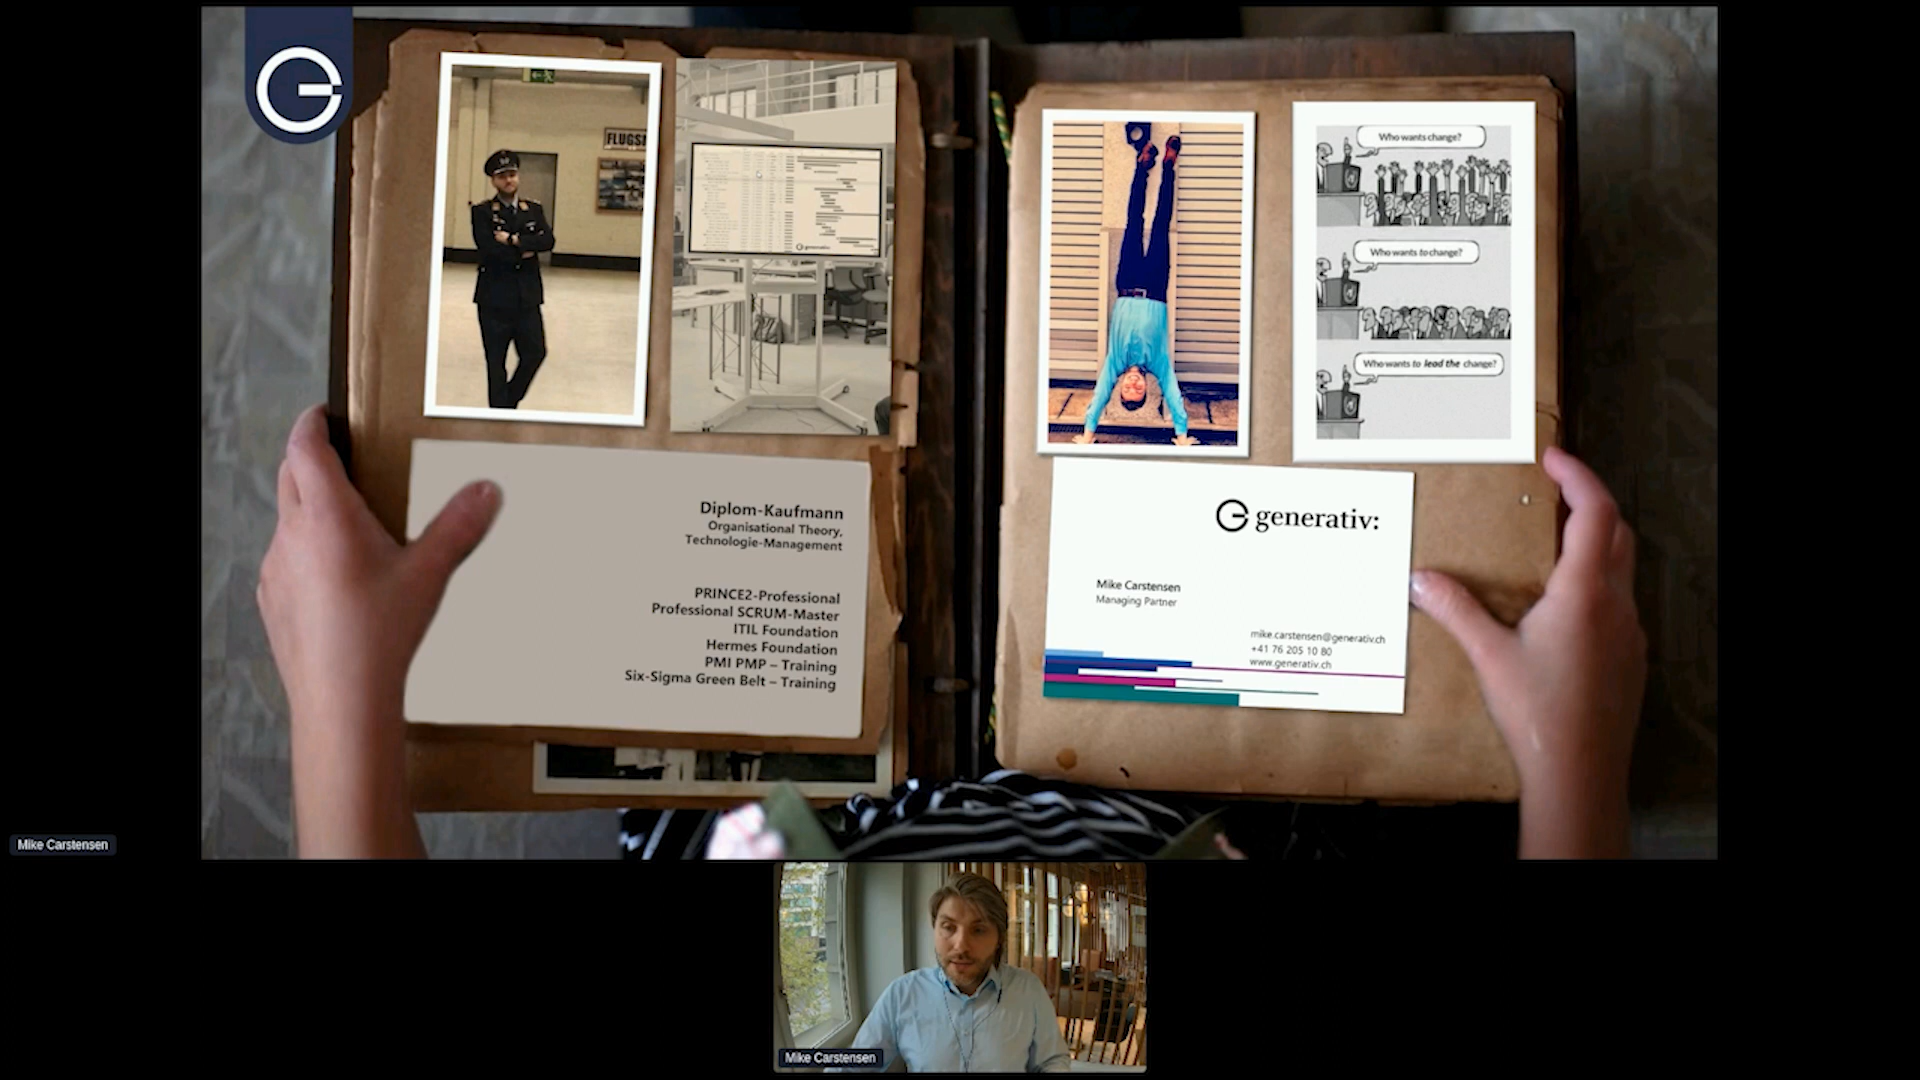 FLUGS
generativ
Diplom-Kaufmann
Organisational Theory,
Technologie-Management
PRINCE2-Professional
Professional SCRUM-Master
ITIL Foundation
Hermes Foundation
PMI PMP – Training
Six-Sigma Green Belt – Training
Who wants change?
Who wants to change?
Who wants to lead the change?
generativ:
Mike Carstensen
Managing Partner
mike.carstensen@generativ.ch
+41 76 205 10 80
www.generativ.ch
Mike Carstensen
Mike Carstensen